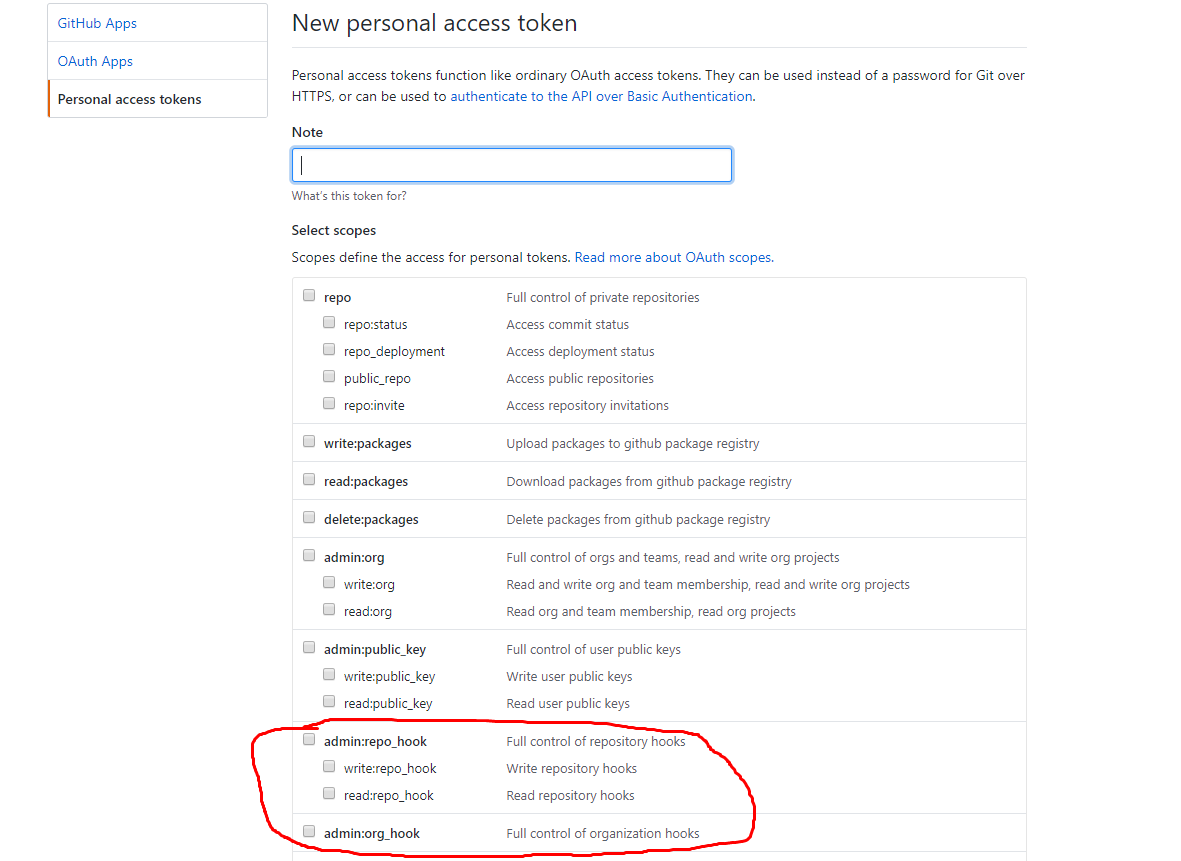 GitHub Apps
OAuth Apps
Personal access tokens
New personal access token
Personal access tokens function like ordinary OAuth access tokens. They can be used instead of a password for Git over
HTTPS, or can be used to authenticate to the API over Basic Authentication.
Note
What's this token for?
Select scopes
Scopes define the access for personal tokens. Read more about OAuth scopes.
repo Full control of private repositories
repo:status Access commit status
repo_deployment Access deployment status
public_repo Access public repositories
repo:invite Access repository invitations
write:packages Upload packages to github package registry
read:packages Download packages from github package registry
delete:packages Delete packages from github package registry
admin:org Full control of orgs and teams, read and write org projects
write:org Read and write org and team membership, read and write org projects
read:org Read org and team membership, read org projects
admin:public_key Full control of user public keys
write:public_key Write user public keys
read:public_key Read user public keys
admin:repo_hook Full control of repository hooks
write:repo_hook Write repository hooks
read:repo_hook Read repository hooks
admin:org_hook Full control of organization hooks